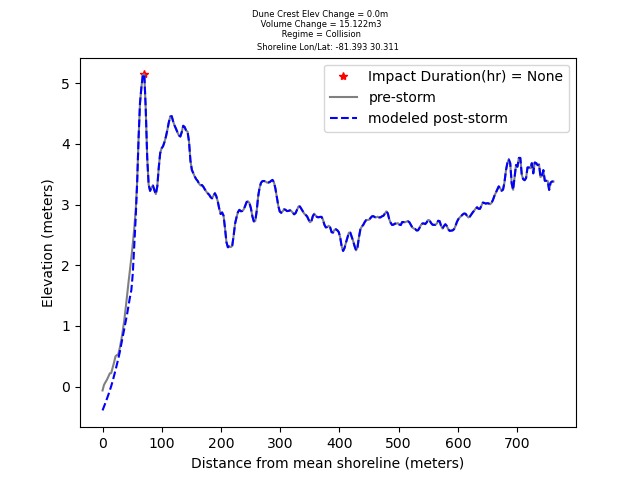 Dune Crest Elev Change = 0.0m
Volume Change = 15.122m3
Regime = Collision
Shoreline Lon/Lat: -81.393 30.311
Impact Duration(hr) = None
pre-storm
modeled post-storm
Elevation (meters)
5
4
3
2
1
0
0 100 200 300 400 500 600 700
Distance from mean shoreline (meters)